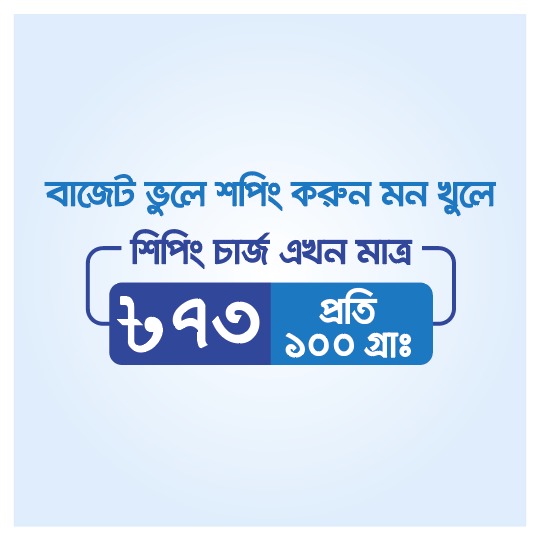 বাজেট ভুলে শপিং করুন মন খুলে
শিপিং চার্জ এখন মাত্র
৳ ৭৩
প্রতি
১০০ গ্রাঃ